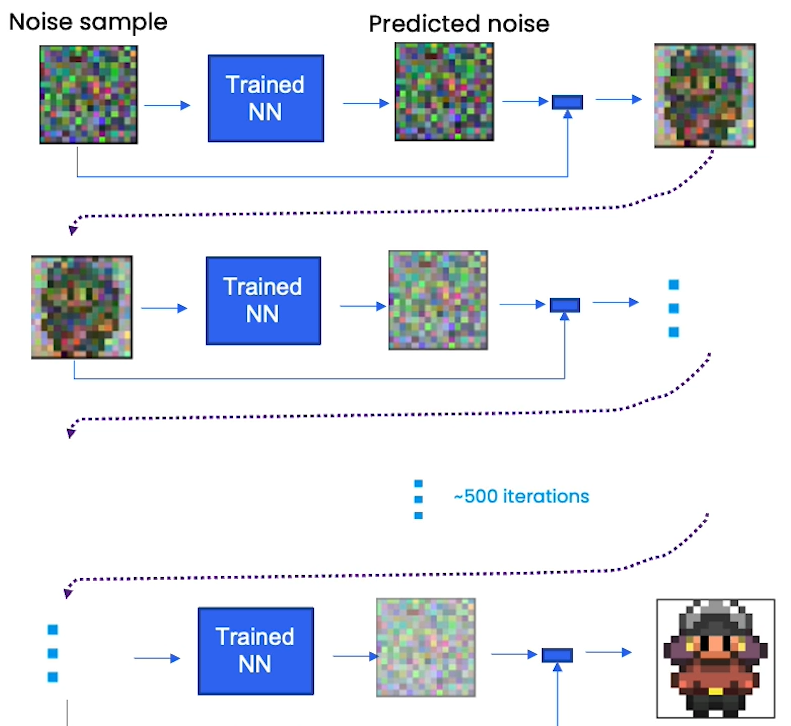 Noise sample
Predicted noise
Trained
NN
Trained
NN
~500 iterations
Trained
NN